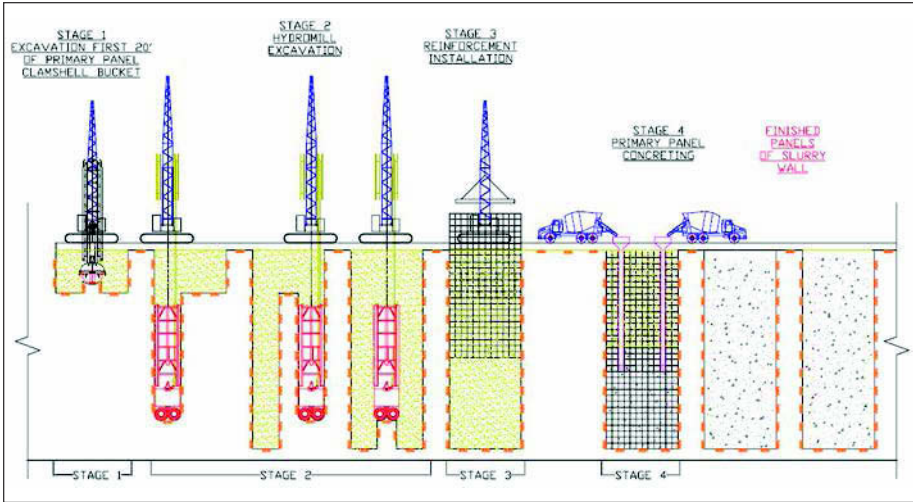 STAGE 1
EXCAVATION FIRST 20'
OF PRIMARY PANEL
CLAMSHELL BUCKET
STAGE 2
HYDROMILL
EXCAVATION
STAGE 3
REINFORCEMENT
INSTALLATION
STAGE 4
PRIMARY PANEL
CONCRETING
FINISHED
PANELS
OF SLURRY
WALL
STAGE 1
STAGE 2
STAGE 3
STAGE 4